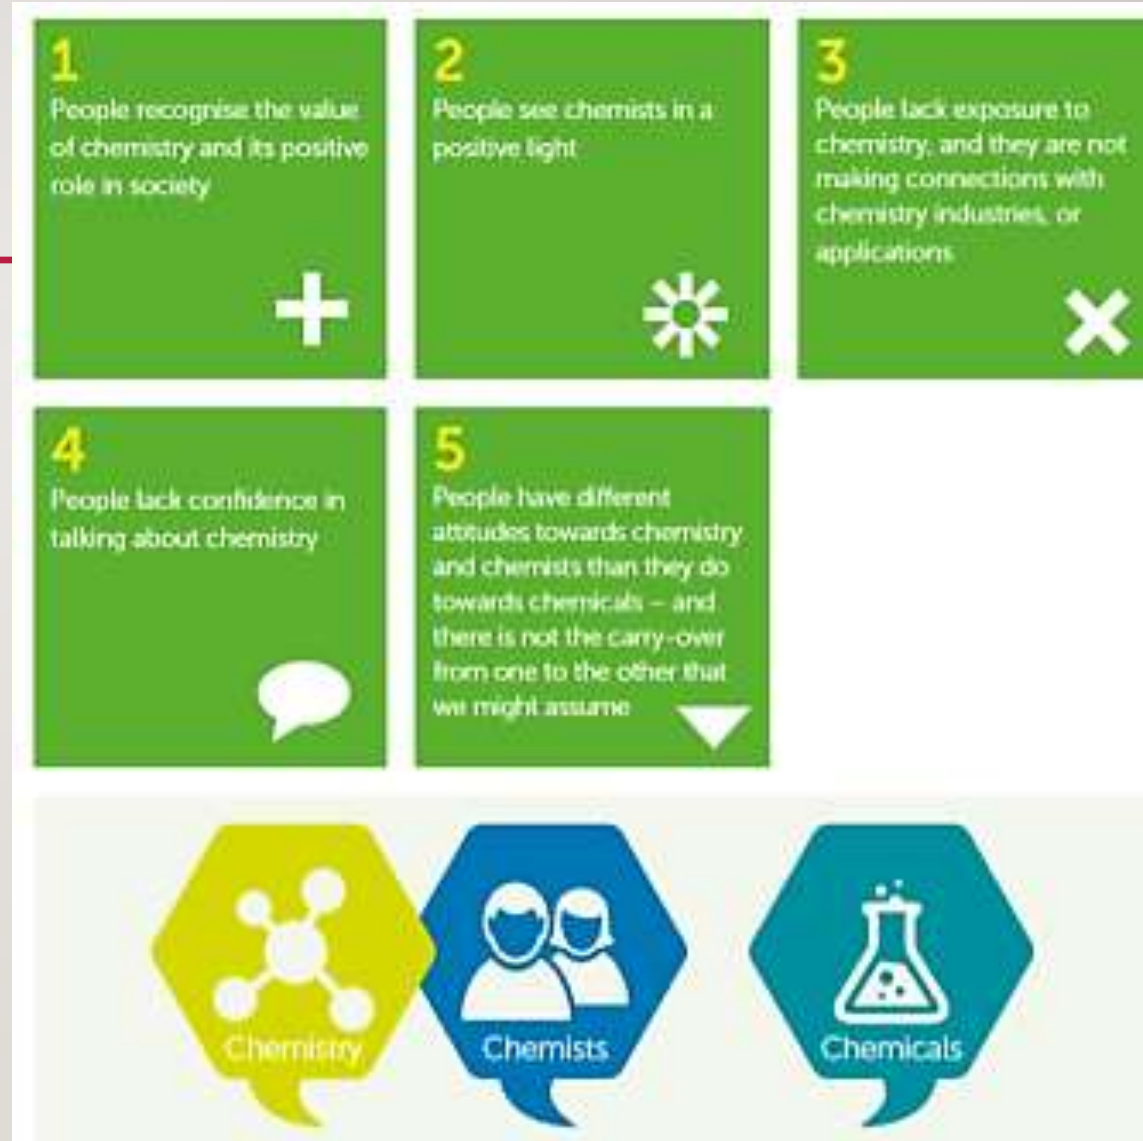 1
People recognise the value
of chemistry and its positive
role in society
2
People see chemists in a
positive light
3
People lack exposure to
chemistry, and they are not
making connections with
chemistry industries, or
applications
4
People lack confidence in
talking about chemistry
5
People have different
attitudes towards chemistry
and chemists than they do
towards chemicals – and
there is not the carry-over
from one to the other that
we might assume
Chemistry
Chemists
Chemicals